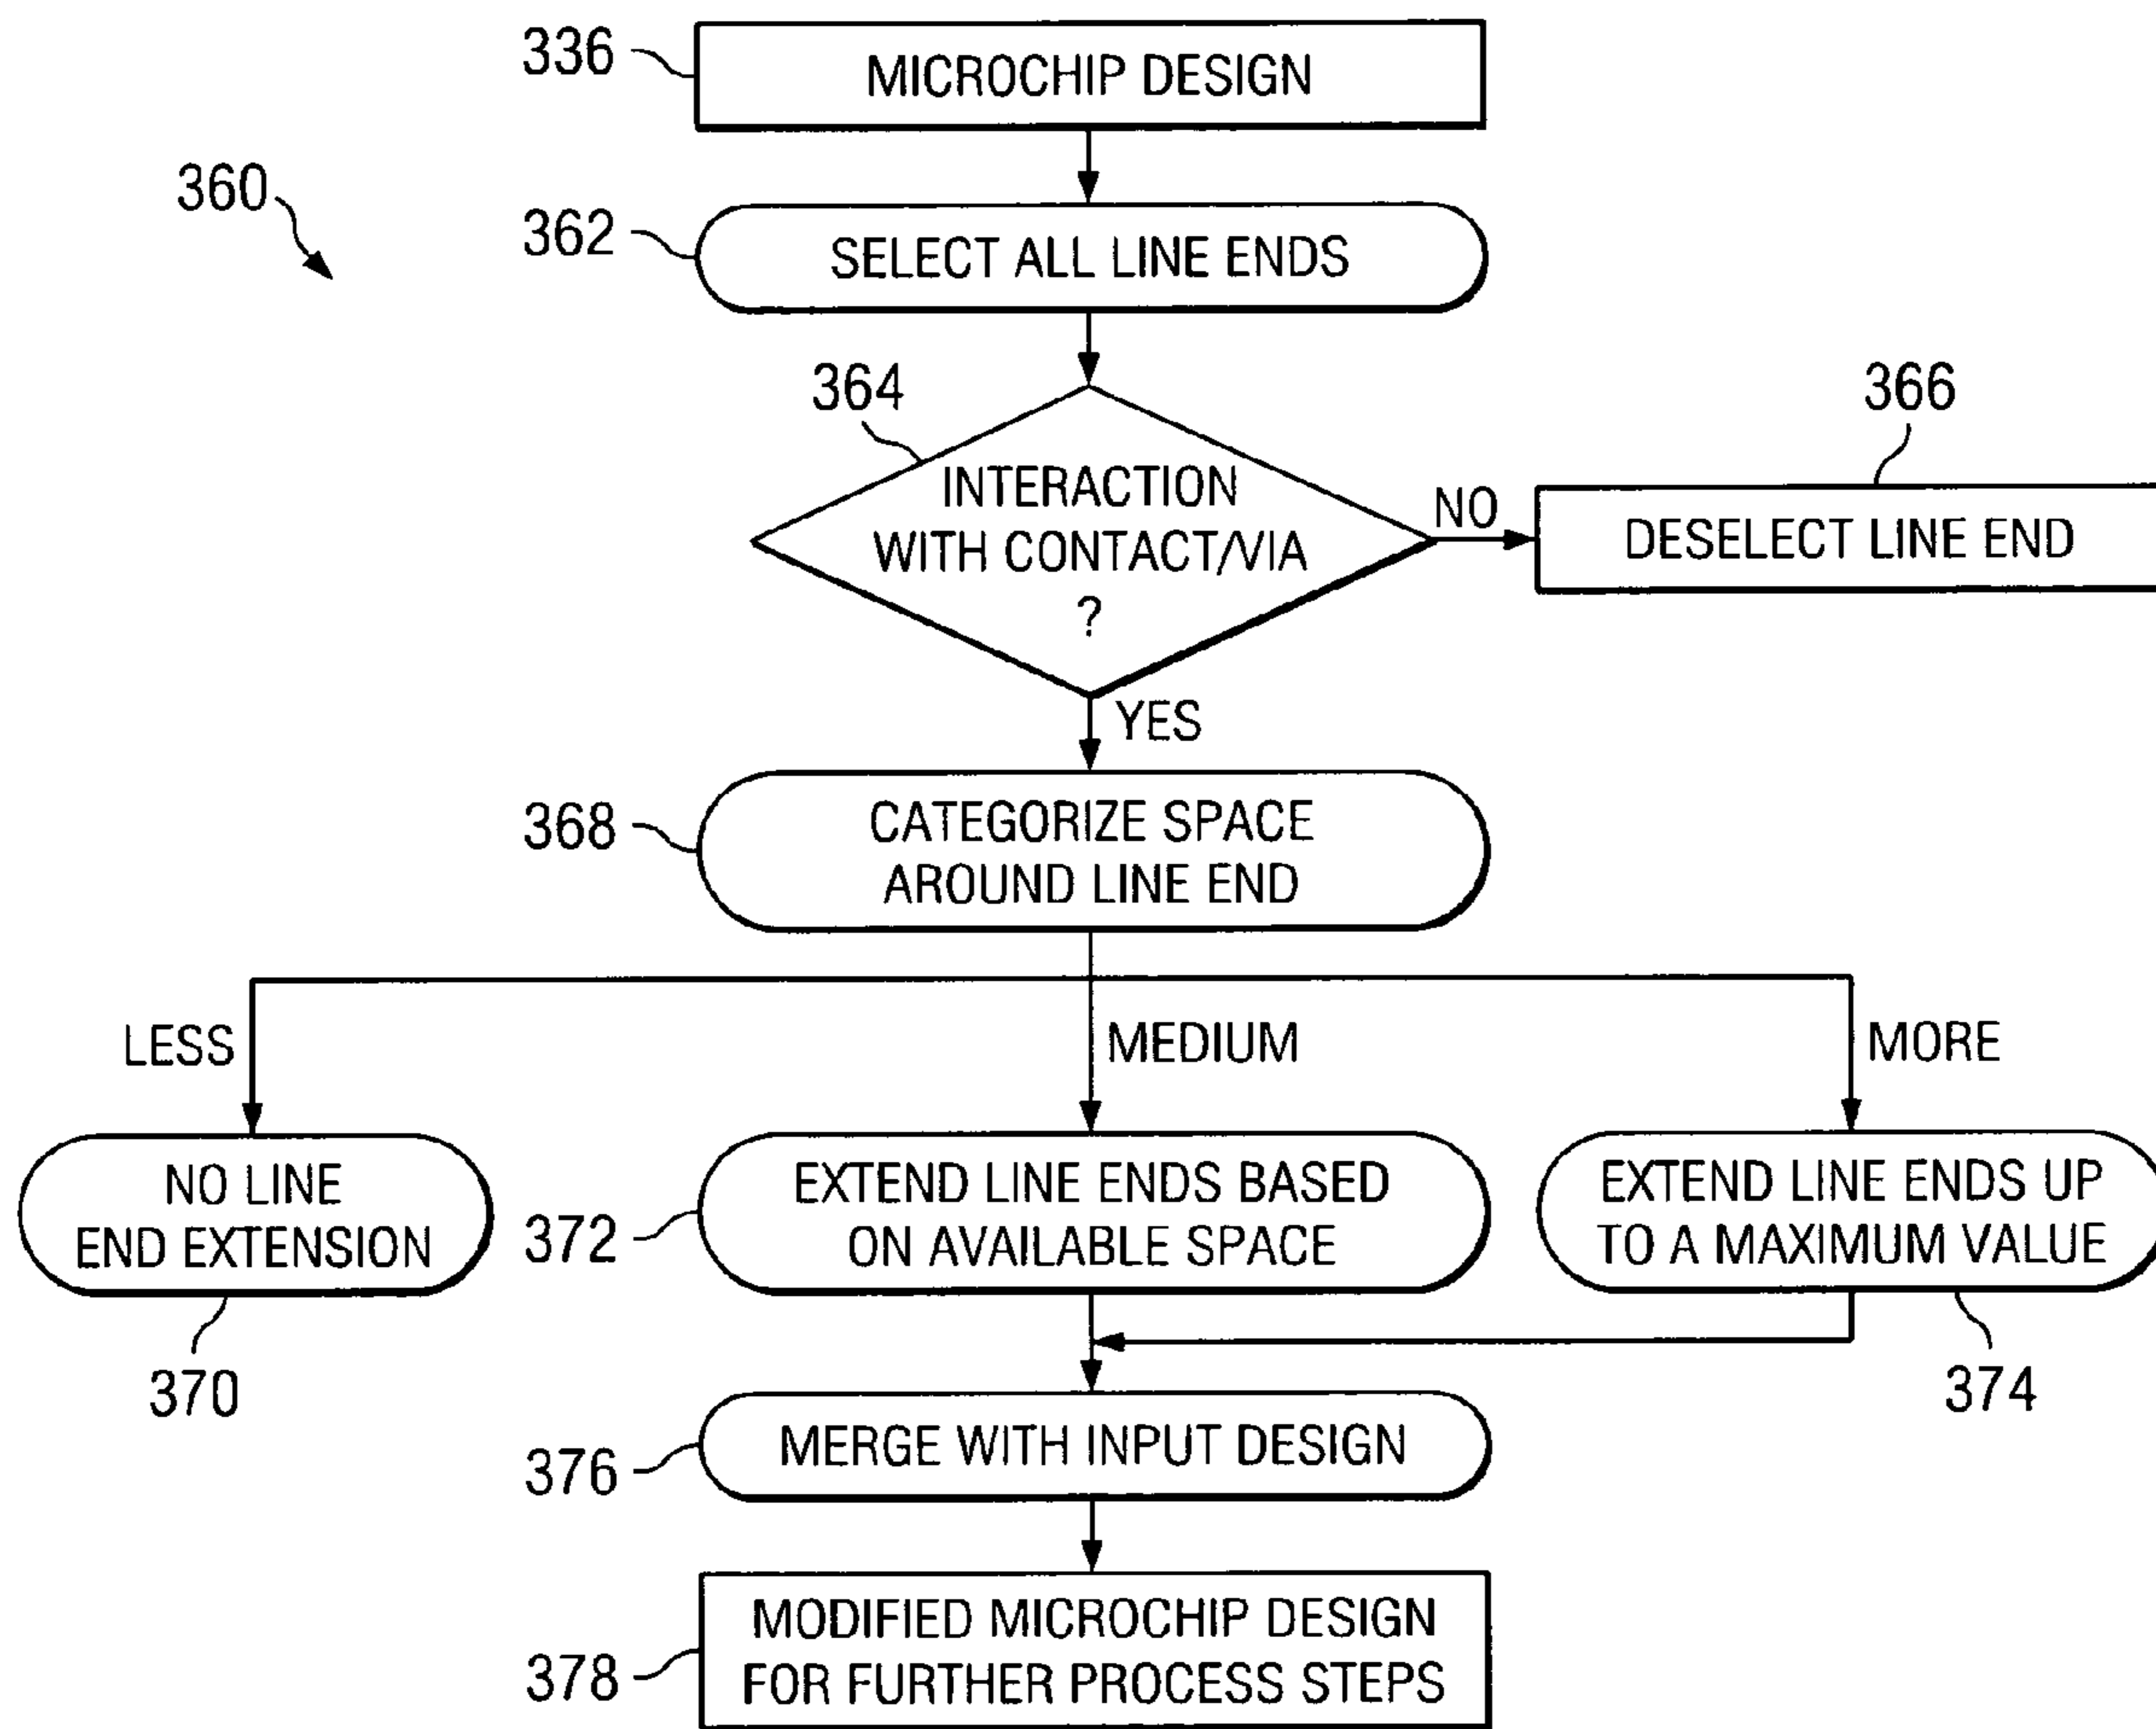 336
MICROCHIP DESIGN
360
362
SELECT ALL LINE ENDS
364
INTERACTION
WITH CONTACT/VIA
?
NO
366
DESELECT LINE END
YES
368
CATEGORIZE SPACE
AROUND LINE END
LESS
MEDIUM
MORE
NO LINE
END EXTENSION
370
372
EXTEND LINE ENDS BASED
ON AVAILABLE SPACE
EXTEND LINE ENDS UP
TO A MAXIMUM VALUE
374
376
MERGE WITH INPUT DESIGN
378
MODIFIED MICROCHIP DESIGN
FOR FURTHER PROCESS STEPS